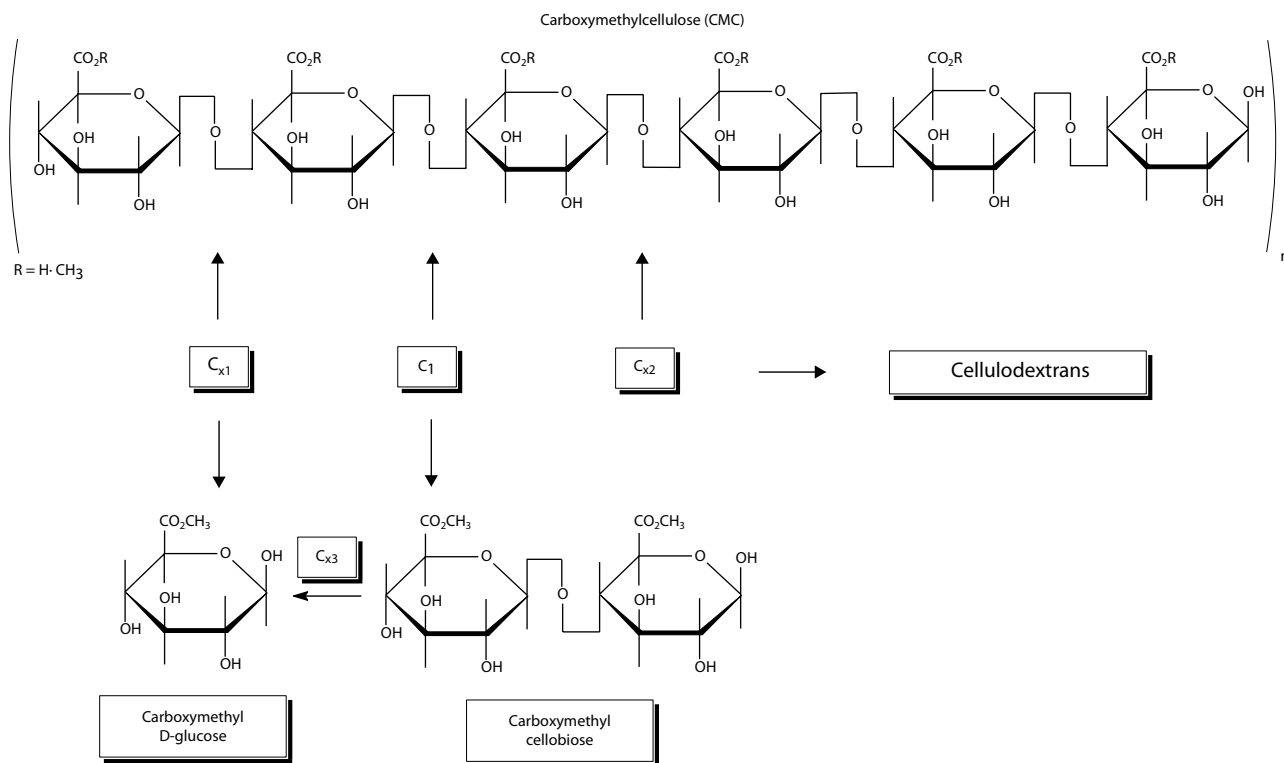 Carboxymethylcellulose (CMC)
CO₂R CO₂R CO₂R CO₂R CO₂R CO₂R
O O O O O O OH
O O O O O
OH OH OH OH OH OH
OH
OH OH OH OH OH OH
R = H· CH₃
Cₓ₁ C₁ Cₓ₂ Cellulodextrans
CO₂CH₃ CO₂CH₃ CO₂CH₃
O OH Cₓ₃ O O OH
O
OH OH OH
OH OH
OH OH OH
Carboxymethyl
D-glucose
Carboxymethyl
cellobiose